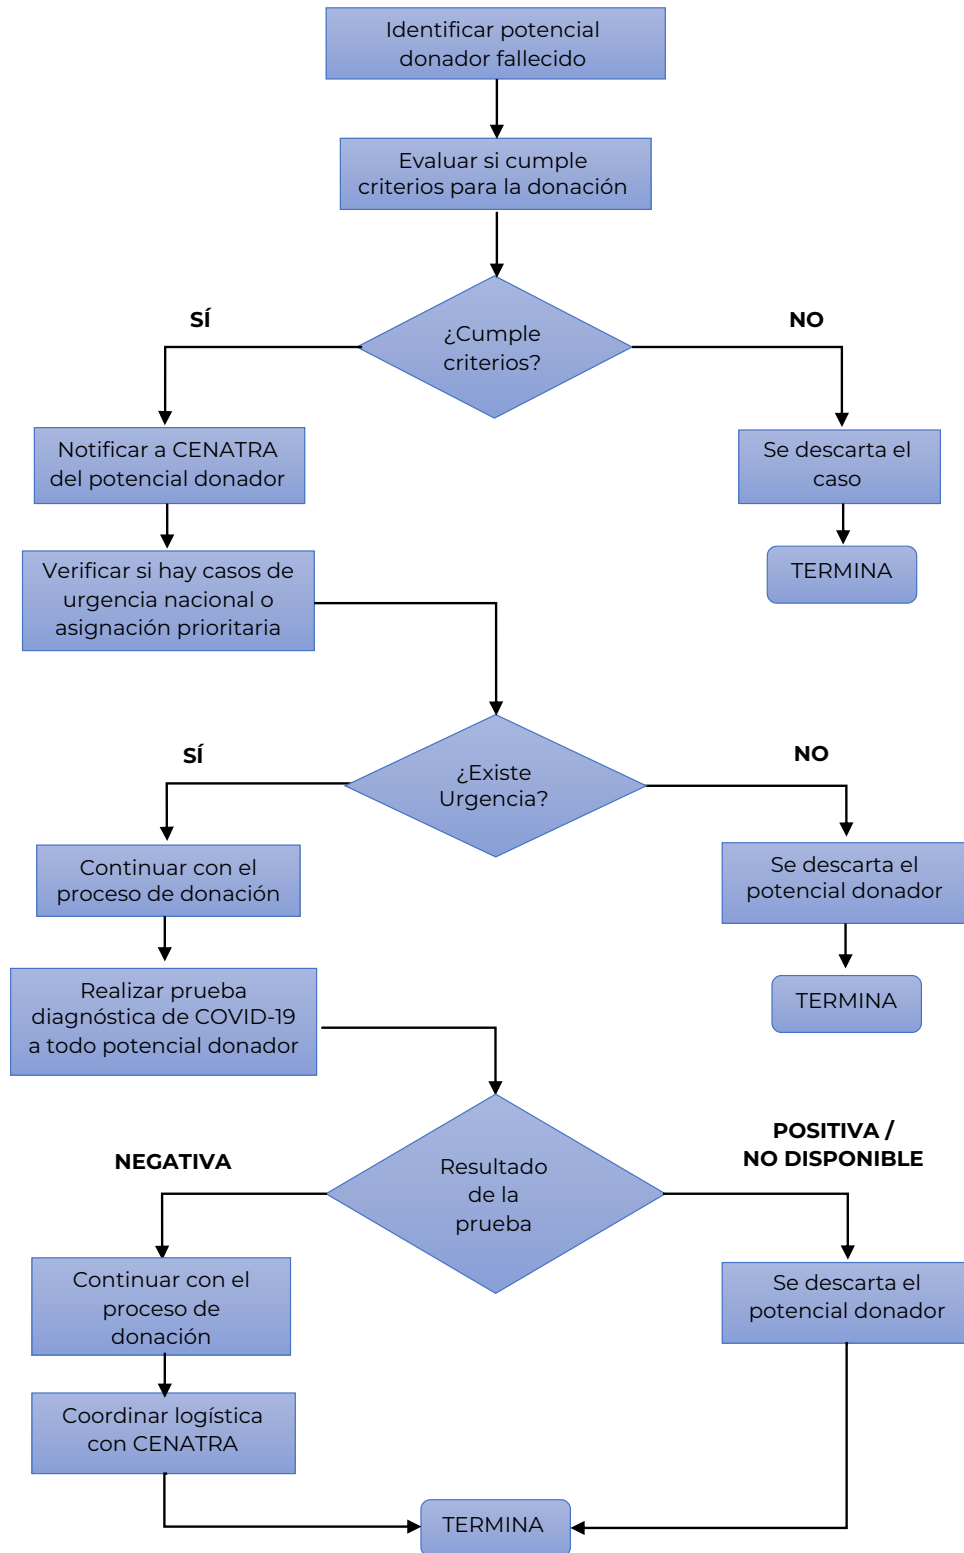 Identificar potencial
donador fallecido
Evaluar si cumple
criterios para la donación
¿Cumple
criterios?
SÍ
NO
Notificar a CENATRA
del potencial donador
Se descarta el
caso
TERMINA
Verificar si hay casos de
urgencia nacional o
asignación prioritaria
¿Existe
Urgencia?
SÍ
NO
Continuar con el
proceso de donación
Se descarta el
potencial donador
TERMINA
Realizar prueba
diagnóstica de COVID-19
a todo potencial donador
Resultado
de la
prueba
NEGATIVA
POSITIVA /
NO DISPONIBLE
Continuar con el
proceso de
donación
Se descarta el
potencial donador
Coordinar logística
con CENATRA
TERMINA